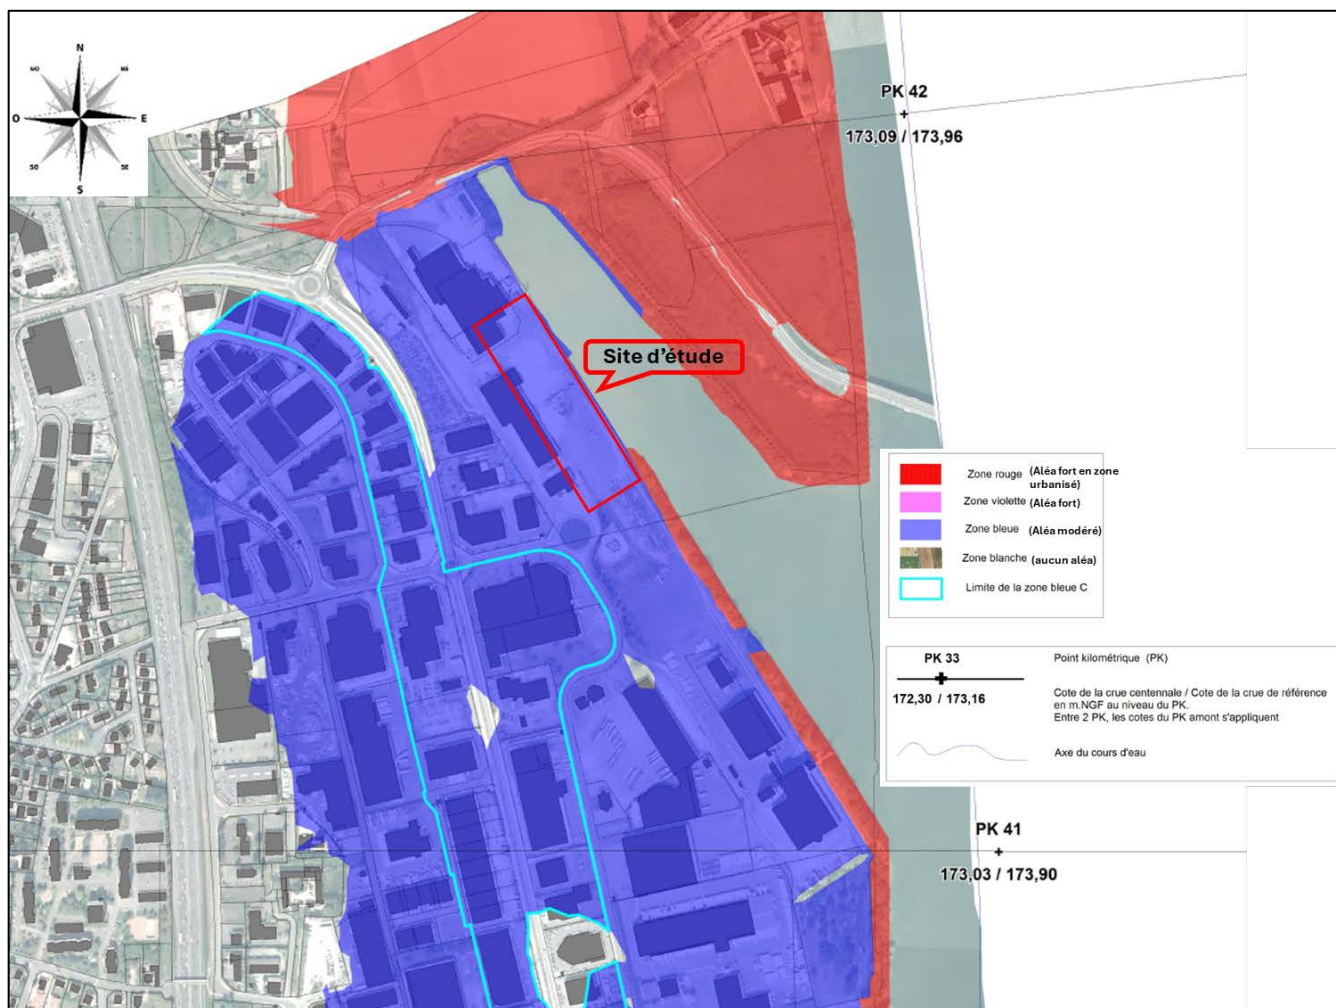 N
NO
NE
O
E
SO
SE
S
PK 42
173,09 / 173,96
Site d'étude
Zone rouge (Aléa fort en zone
urbanisé)
Zone violette (Aléa fort)
Zone bleue (Aléa modéré)
Zone blanche (aucun aléa)
Limite de la zone bleue C
PK 33
Point kilométrique (PK)
172,30 / 173,16
Cote de la crue centennale / Cote de la crue de référence
en m.NGF au niveau du PK.
Entre 2 PK, les cotes du PK amont s'appliquent
Axe du cours d'eau
PK 41
173,03 / 173,90